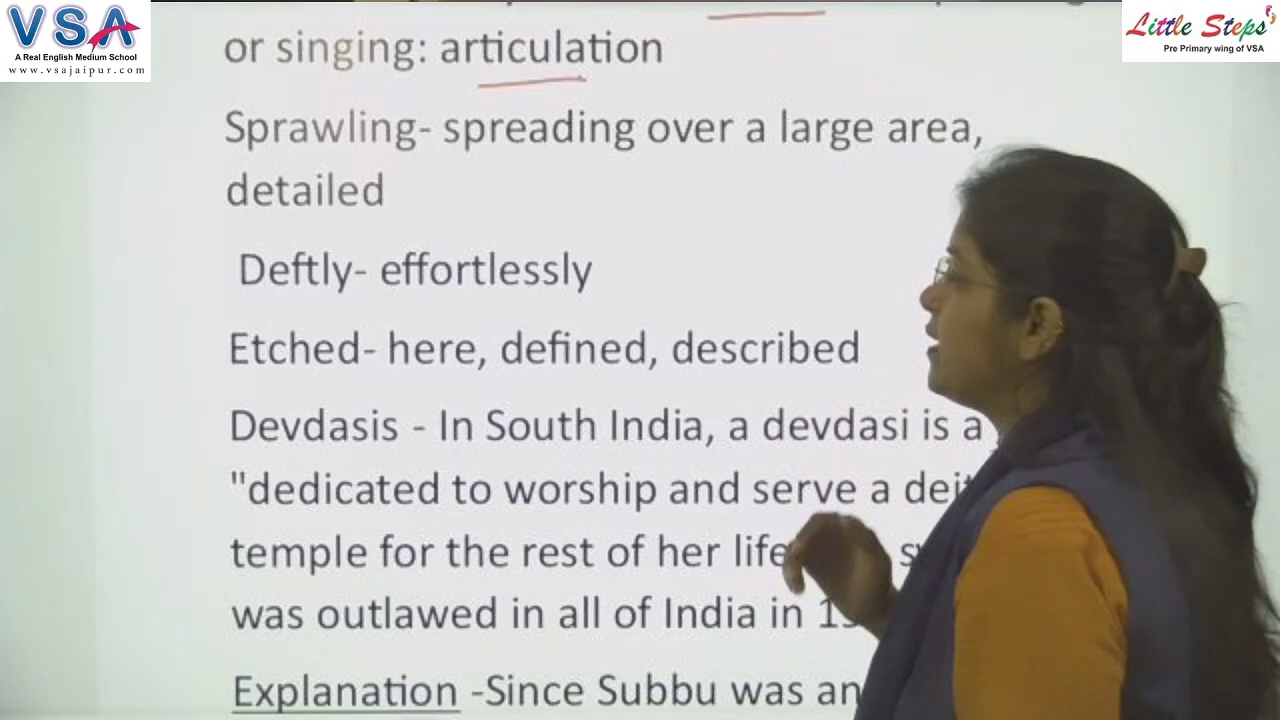 VSA
A Real English Medium School
www.vsajaipur.com
Little Steps
Pre Primary wing of VSA
or singing: articulation
Sprawling- spreading over a large area,
detailed
Deftly- effortlessly
Etched- here, defined, described
Devdasis - In South India, a devdasi is a
"dedicated to worship and serve a
temple for the rest of her life
was outlawed in all of India in
Explanation -Since Subbu was an